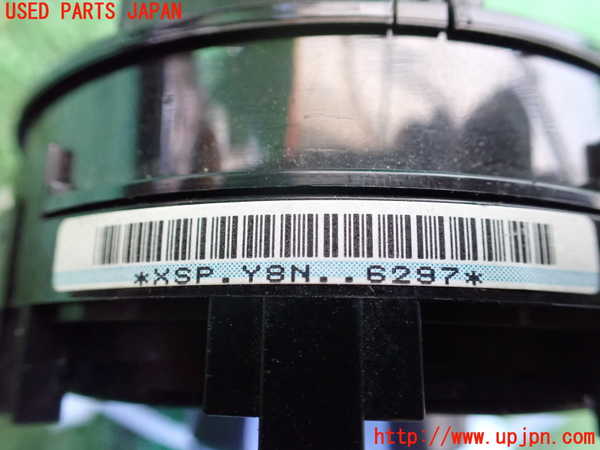 USED PARTS JAPAN
*XSP.Y8N..6297*
http://www.upjpn.com/